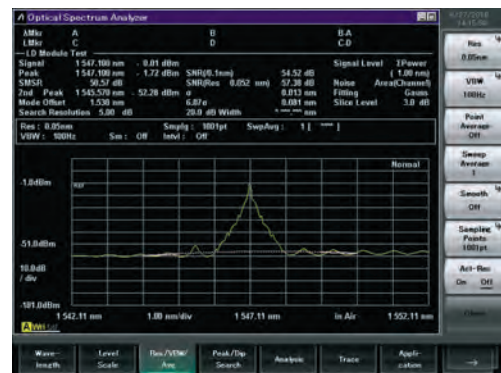 Optical Spectrum Analyzer
6/27/2018
ΔMkr A B B-A
LMkr C D C-D
LD Module Test
Signal 1 547.100 nm - 0.01 dBm Signal Level ΣPower
Peak 1 547.100 nm - 1.72 dBm SNR(0.1nm) 54.52 dB ( 1.00 nm)
SMSR 50.57 dB SNR(Res 0.052 nm) 57.38 dB Noise Area(Channel)
2nd Peak 1 545.570 nm - 52.28 dBm σ 0.013 nm Fitting Gauss
Mode Offset 1.530 nm 6.07σ 0.081 nm Slice Level 3.0 dB
Search Resolution 5.00 dB 20.0 dB Width nm
Res : 0.05nm Smplg : 1001pt SwpAvg : 1 [ ]
VBW : 100Hz Sm : Off Intvl : Off
Normal
-1.0dBm
REF
-51.0dBm
10.0dB
/ div
-101.0dBm
1 542.11 nm 1.00 nm/div 1 547.11 nm In Air 1 552.11 nm
A
Res
0.05nm
VBW
100Hz
Point
Average
Off
Sweep
Average
1
Smooth
Off
Sampling
Points
1001pt
Act-Res
On Off
Wave-
length
Level
Scale
Res/VBW/
Avg
Peak/Dip
Search
Analysis
Trace
Appli-
cation
→